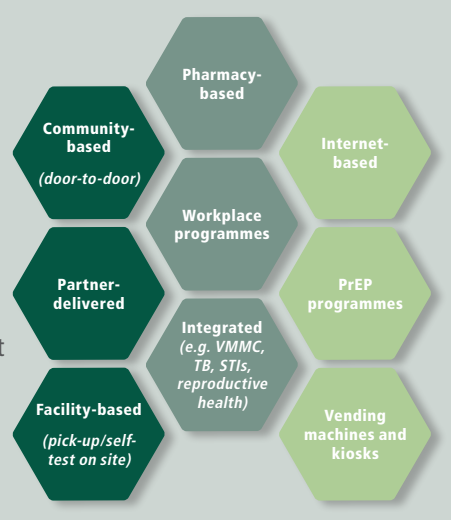 Pharmacy-
based
Community-
based
(door-to-door)
Internet-
based
Workplace
programmes
Partner-
delivered
PrEP
programmes
Integrated
(e.g. VMMC,
TB, STIs,
reproductive
health)
Facility-based
(pick-up/self-
test on site)
Vending
machines and
kiosks
t